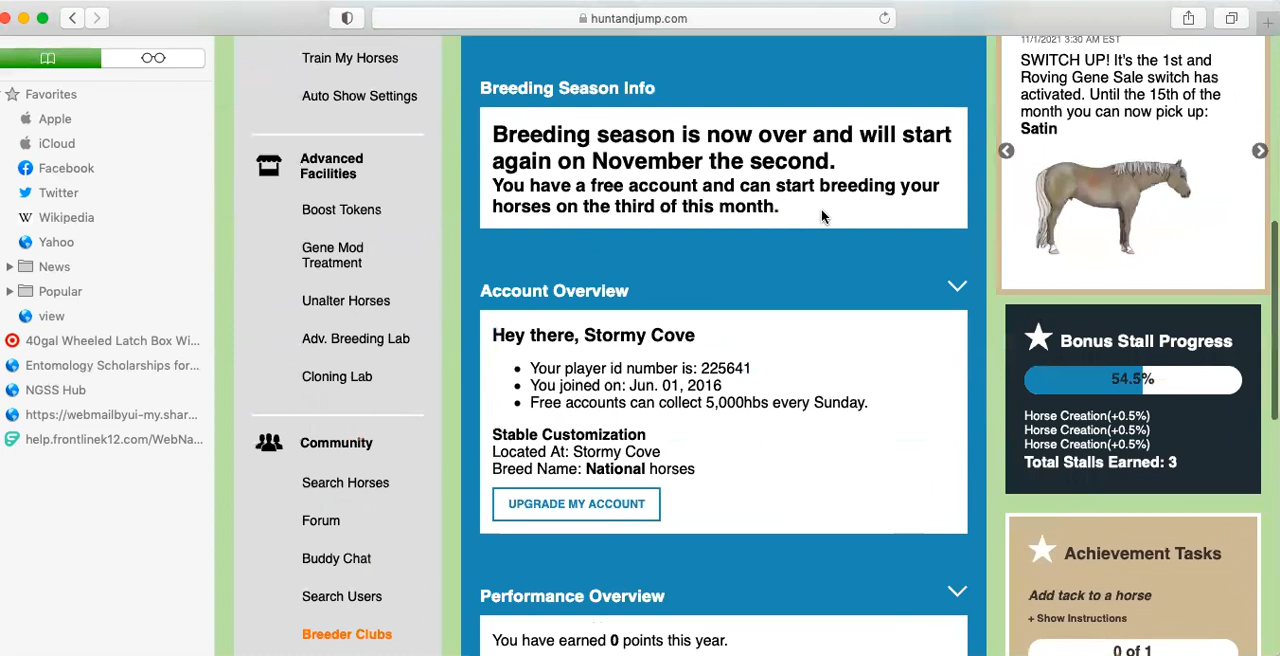 huntandjump.com
Favorites
Apple
iCloud
Facebook
Twitter
Wikipedia
Yahoo
News
Popular
view
40gal Wheeled Latch Box Wi...
Entomology Scholarships for...
NGSS Hub
https://webmailbyui-my.shar...
help.frontlinek12.com/WebNa...
Train My Horses
Auto Show Settings
Advanced
Facilities
Boost Tokens
Gene Mod
Treatment
Unalter Horses
Adv. Breeding Lab
Cloning Lab
Community
Search Horses
Forum
Buddy Chat
Search Users
Breeder Clubs
Breeding Season Info
Breeding season is now over and will start
again on November the second.
You have a free account and can start breeding your
horses on the third of this month.
Account Overview
Hey there, Stormy Cove
Your player id number is: 225641
You joined on: Jun. 01, 2016
Free accounts can collect 5,000hbs every Sunday.
Stable Customization
Located At: Stormy Cove
Breed Name: National horses
UPGRADE MY ACCOUNT
Performance Overview
You have earned 0 points this year.
11/1/2021 3:30 AM EST
SWITCH UP! It's the 1st and
Roving Gene Sale switch has
activated. Until the 15th of the
month you can now pick up:
Satin
Bonus Stall Progress
54.5%
Horse Creation(+0.5%)
Horse Creation(+0.5%)
Horse Creation(+0.5%)
Total Stalls Earned: 3
Achievement Tasks
Add tack to a horse
+ Show Instructions
0 of 1